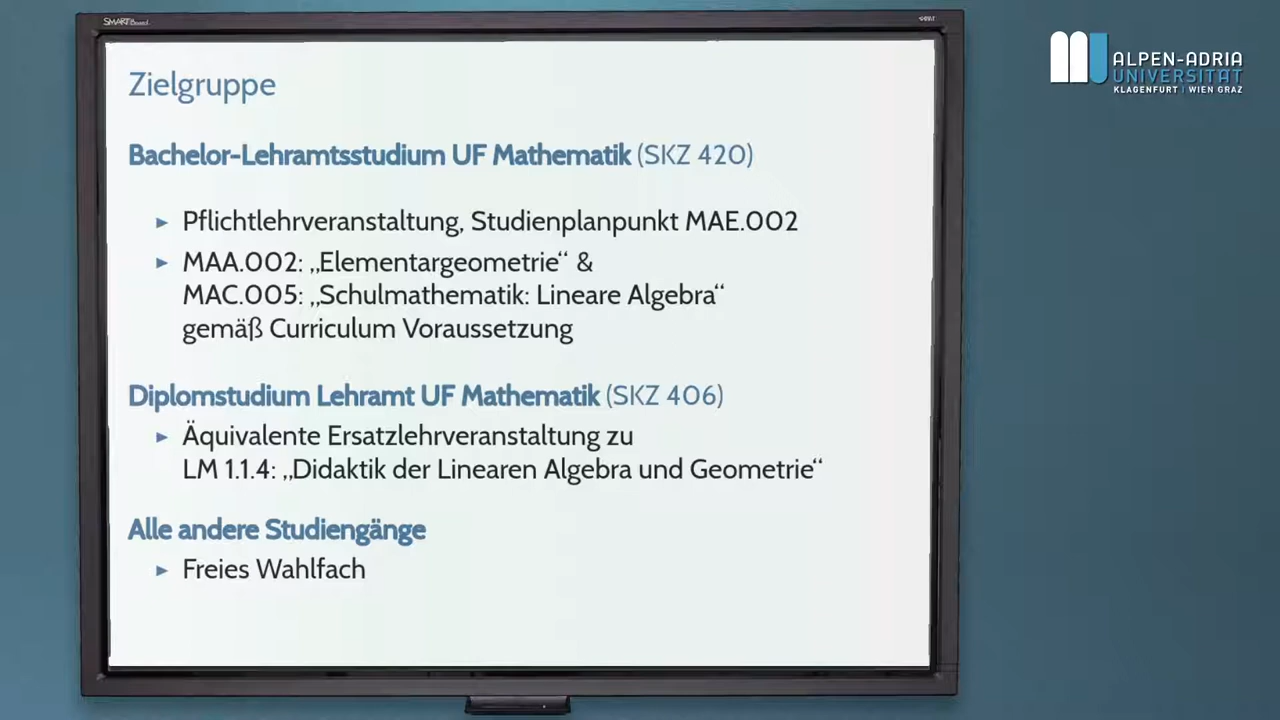 SMART Board
Zielgruppe
Bachelor-Lehramtsstudium UF Mathematik (SKZ 420)
► Pflichtlehrveranstaltung, Studienplanpunkt MAE.002
► MAA.002: „Elementargeometrie“ &
MAC.005: „Schulmathematik: Lineare Algebra“
gemäß Curriculum Voraussetzung
Diplomstudium Lehramt UF Mathematik (SKZ 406)
► Äquivalente Ersatzlehrveranstaltung zu
LM 1.1.4: „Didaktik der Linearen Algebra und Geometrie“
Alle andere Studiengänge
► Freies Wahlfach
ALPEN-ADRIA
UNIVERSITÄT
KLAGENFURT | WIEN GRAZ